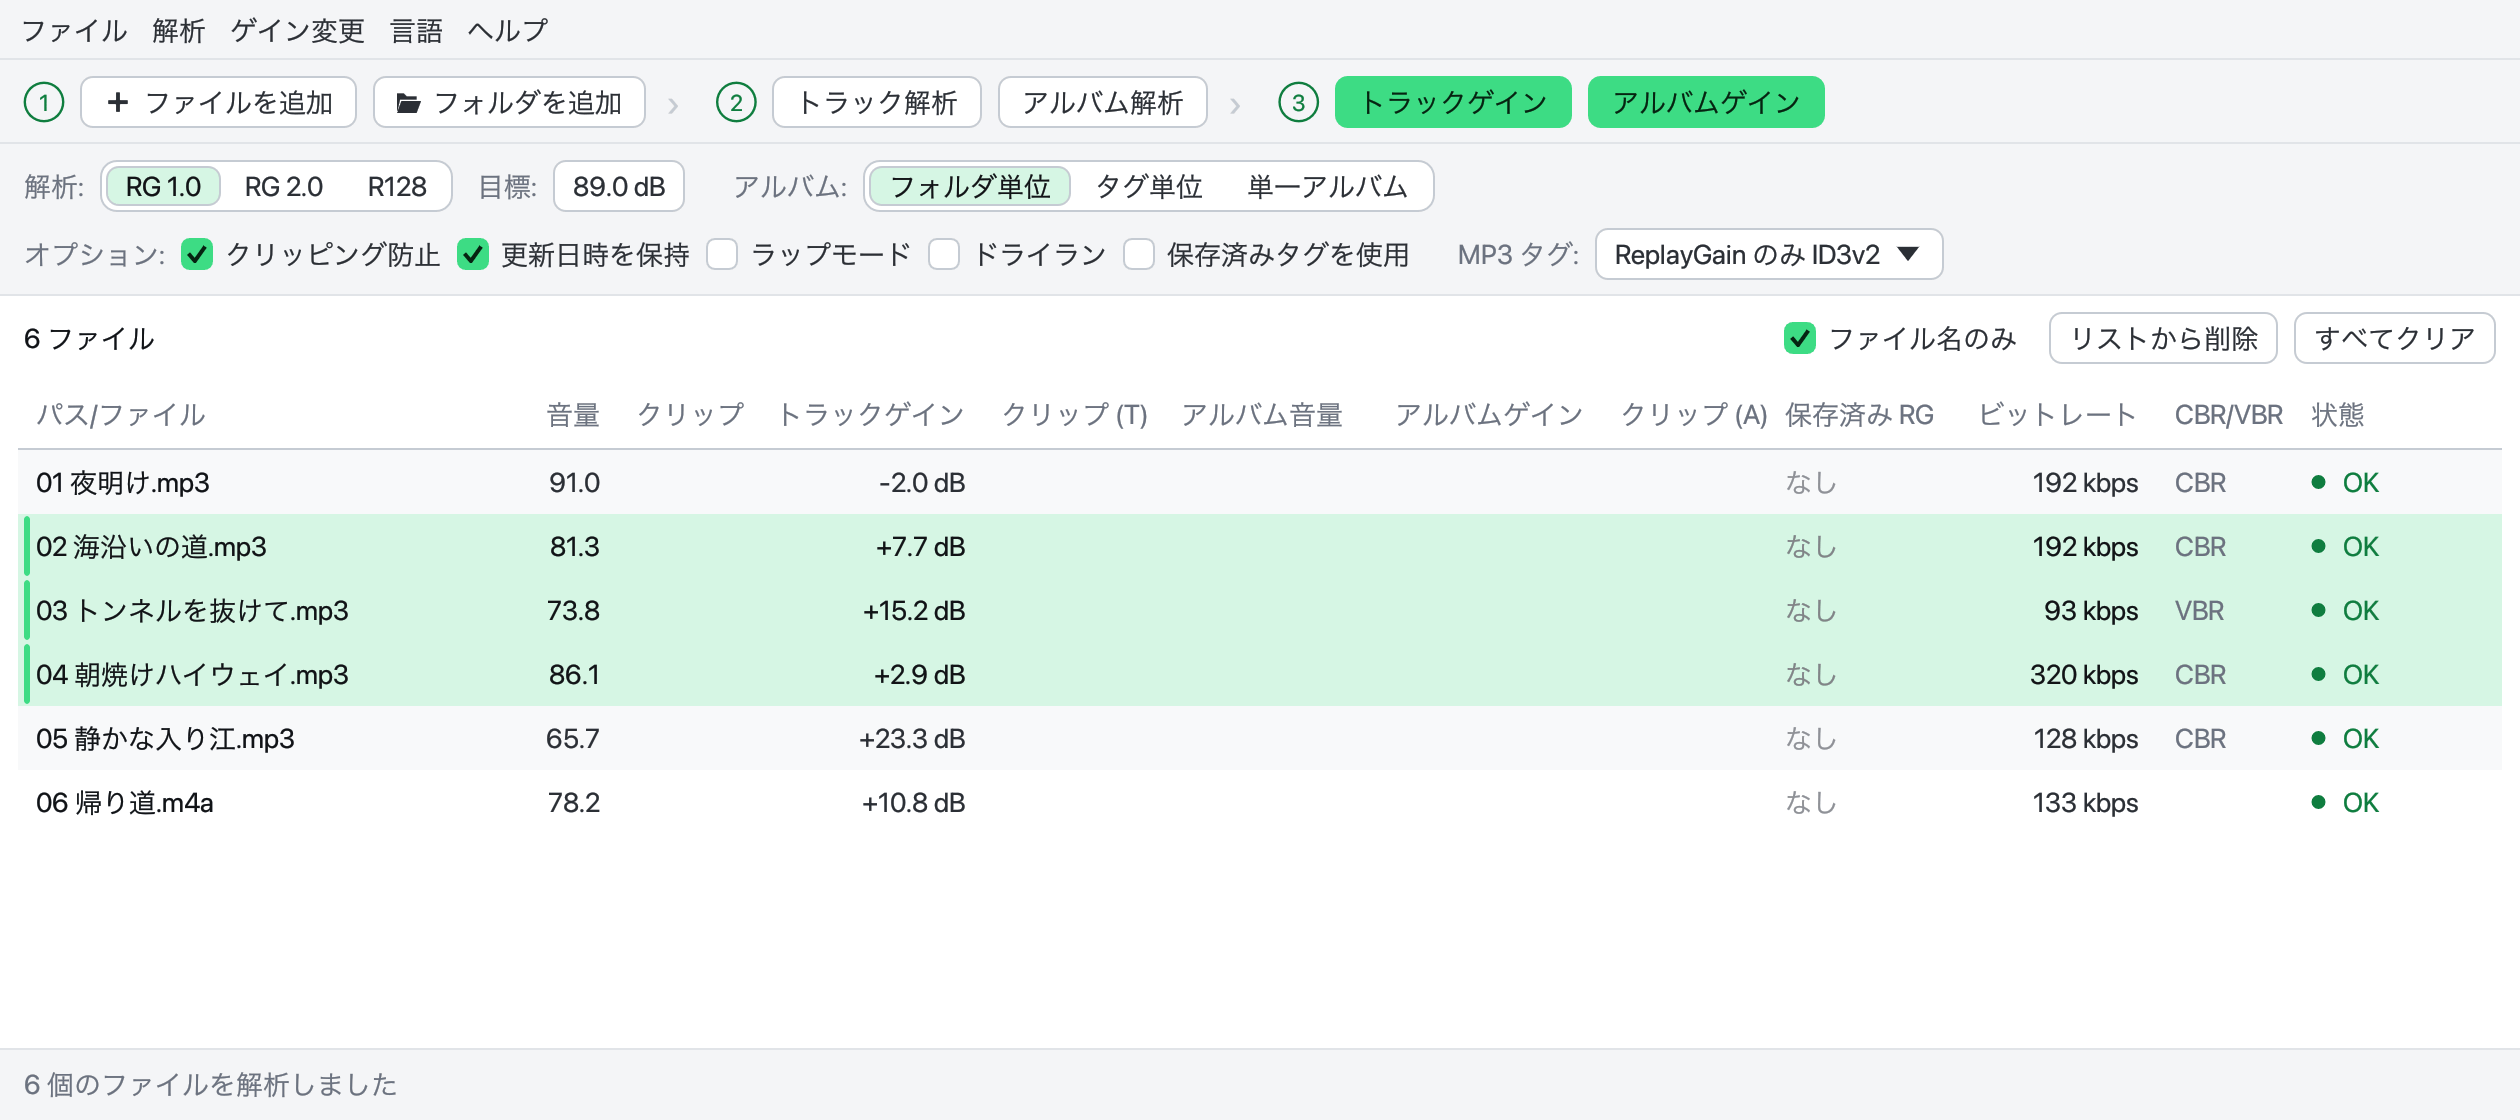 ファイル 解析 ゲイン変更 言語 ヘルプ
1 ファイルを追加 フォルダを追加 › 2 トラック解析 アルバム解析 › 3 トラックゲイン アルバムゲイン
解析: RG 1.0 RG 2.0 R128 目標: 89.0 dB アルバム: フォルダ単位 タグ単位 単一アルバム
オプション: クリッピング防止 更新日時を保持 ラップモード ドライラン 保存済みタグを使用 MP3 タグ: ReplayGain のみ ID3v2
6 ファイル ファイル名のみ リストから削除 すべてクリア
パス/ファイル 音量 クリップ トラックゲイン クリップ (T) アルバム音量 アルバムゲイン クリップ (A) 保存済み RG ビットレート CBR/VBR 状態
01 夜明け.mp3 91.0 -2.0 dB なし 192 kbps CBR OK
02 海沿いの道.mp3 81.3 +7.7 dB なし 192 kbps CBR OK
03 トンネルを抜けて.mp3 73.8 +15.2 dB なし 93 kbps VBR OK
04 朝焼けハイウェイ.mp3 86.1 +2.9 dB なし 320 kbps CBR OK
05 静かな入り江.mp3 65.7 +23.3 dB なし 128 kbps CBR OK
06 帰り道.m4a 78.2 +10.8 dB なし 133 kbps OK
6 個のファイルを解析しました